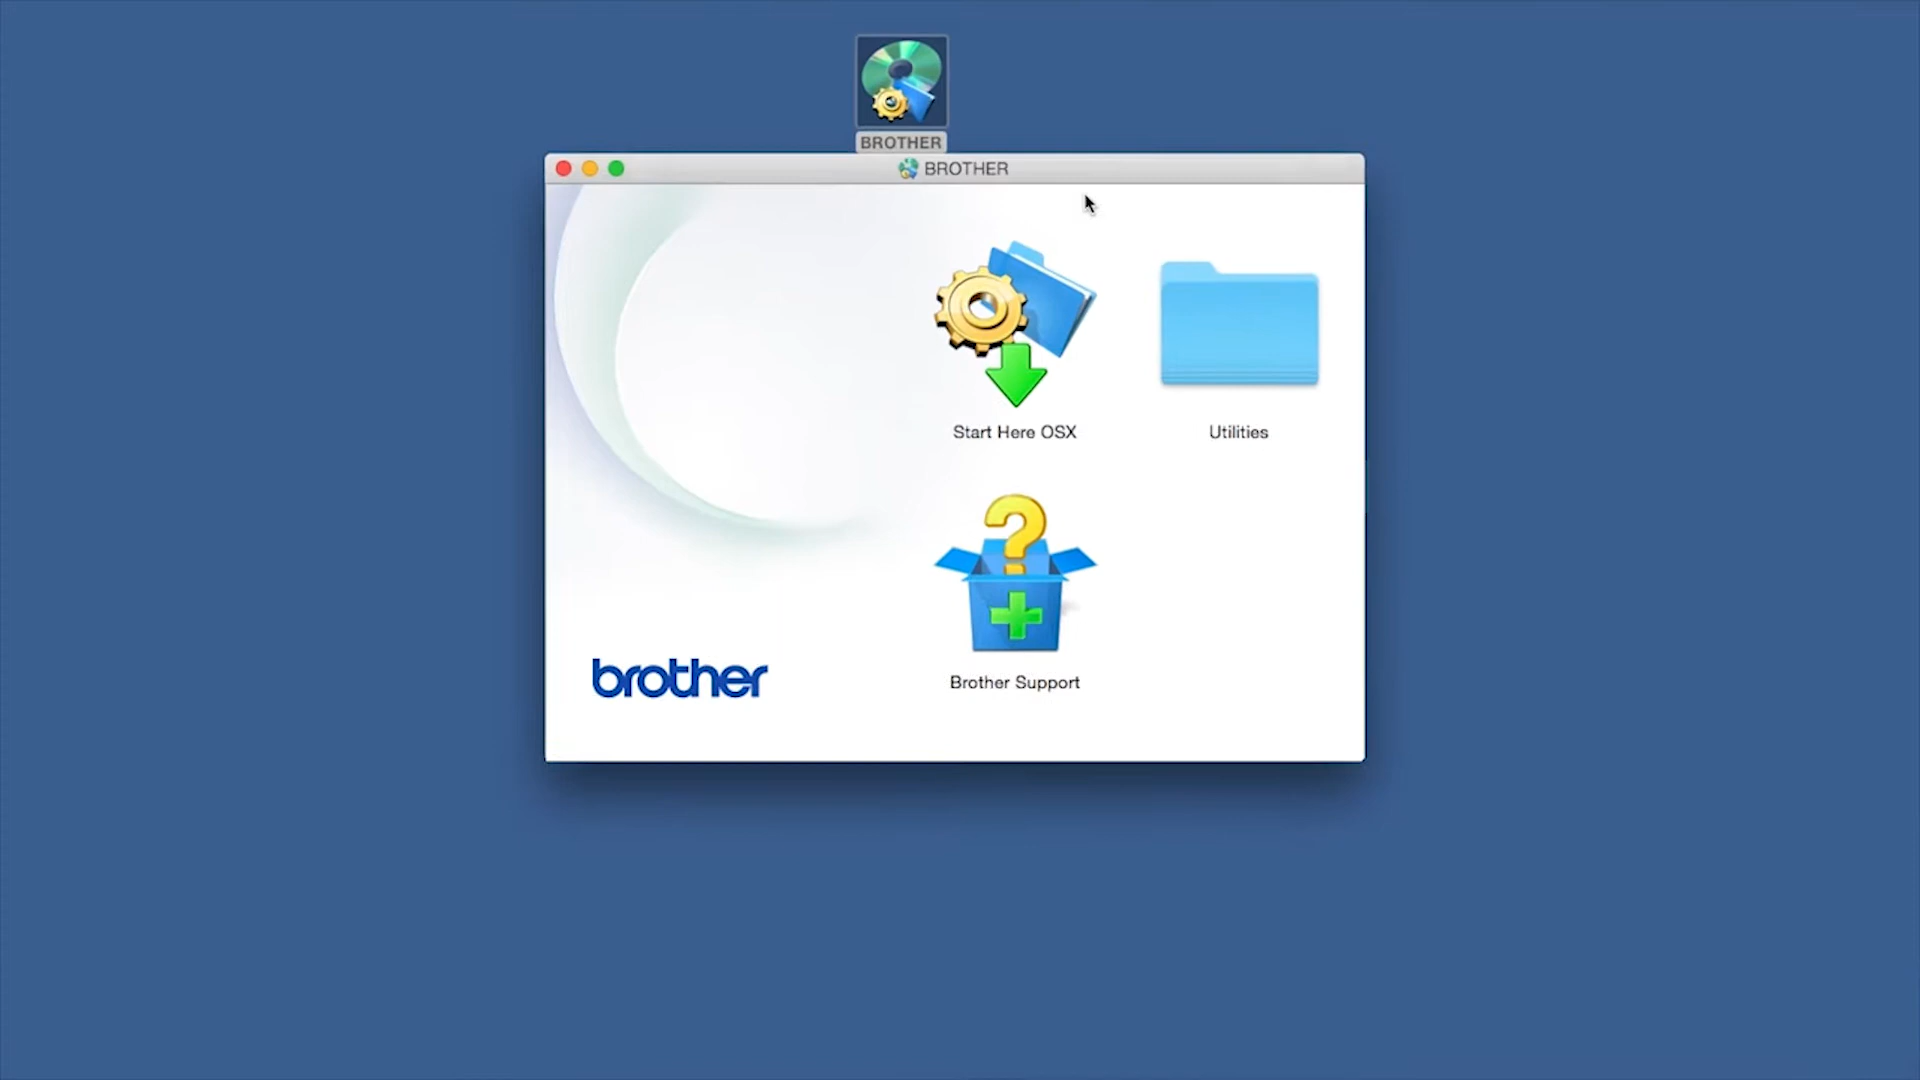 BROTHER
BROTHER
Start Here OSX
Utilities
Brother Support
brother